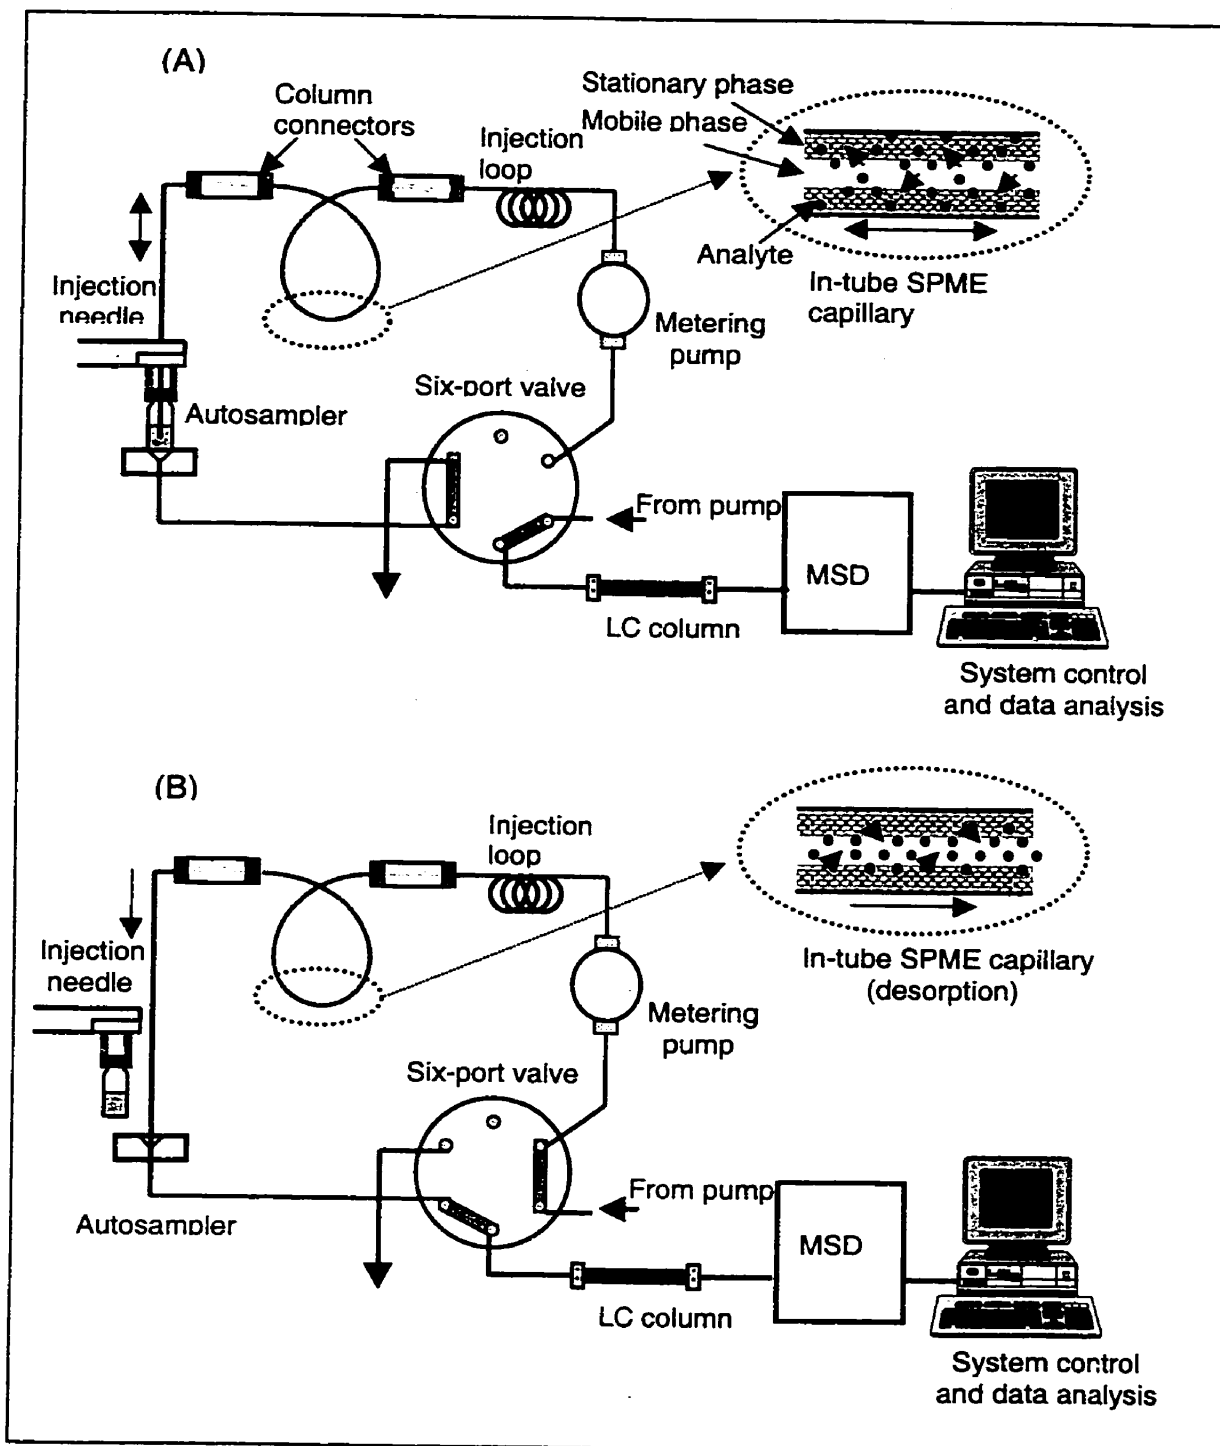 (A)
Column
connectors
Injection
loop
Stationary phase
Mobile phase
Analyte
In-tube SPME
capillary
Injection
needle
Metering
pump
Six-port valve
Autosampler
From pump
MSD
LC column
System control
and data analysis
(B)
Injection
loop
Injection
needle
In-tube SPME capillary
(desorption)
Metering
pump
Six-port valve
From pump
Autosampler
MSD
LC column
System control
and data analysis